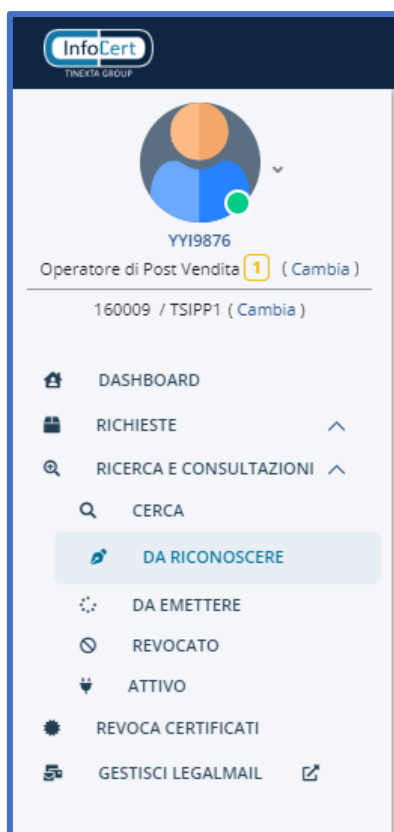 InfoCert
TINEXTA GROUP
YYI9876
Operatore di Post Vendita 1 ( Cambia )
160009 / TSIPP1 ( Cambia )
DASHBOARD
RICHIESTE
RICERCA E CONSULTAZIONI
CERCA
DA RICONOSCERE
DA EMETTERE
REVOCATO
ATTIVO
REVOCA CERTIFICATI
GESTISCI LEGALMAIL